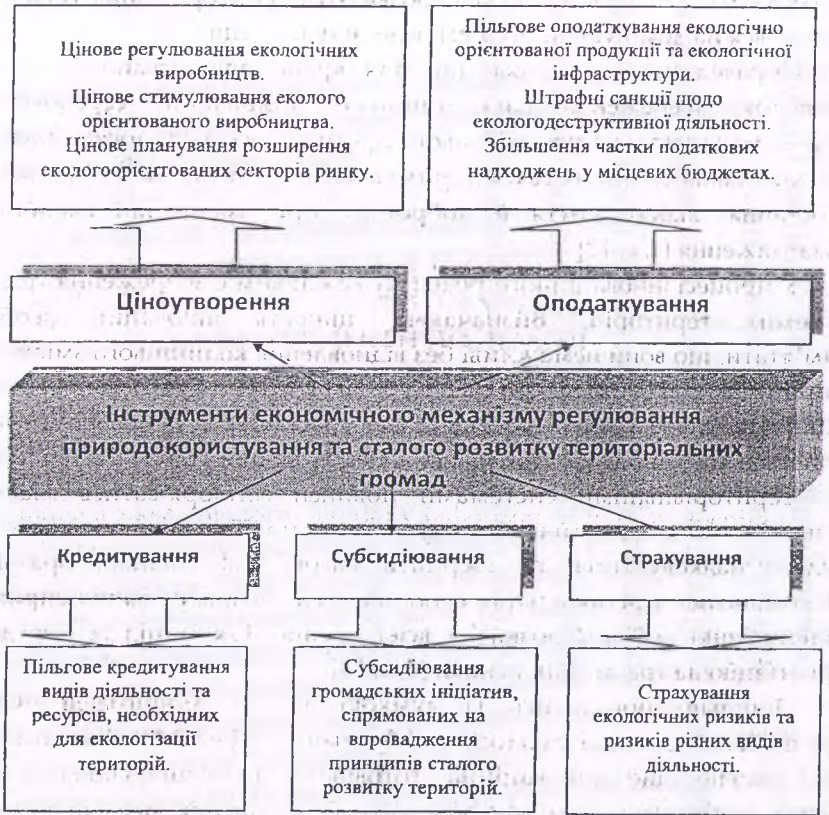 Цінове регулювання екологічних
виробництв.
Цінове стимулювання еколого
орієнтованого виробництва.
Цінове планування розширення
екологоорієнтованих секторів ринку.
Пільгове оподаткування екологічно
орієнтованої продукції та екологічної
інфраструктури.
Штрафні санкції щодо
екологодеструктивної діяльності.
Збільшення частки податкових
надходжень у місцевих бюджетах.
Ціноутворення
Оподаткування
Інструменти економічного механізму регулювання
природокористування та сталого розвитку територіальних
громад
Кредитування
Субсидіювання
Страхування
Пільгове кредитування
видів діяльності та
ресурсів, необхідних
для екологізації
територій.
Субсидіювання
громадських ініціатив,
спрямованих на
впровадження
принципів сталого
розвитку територій.
Страхування
екологічних ризиків та
ризиків різних видів
діяльності.